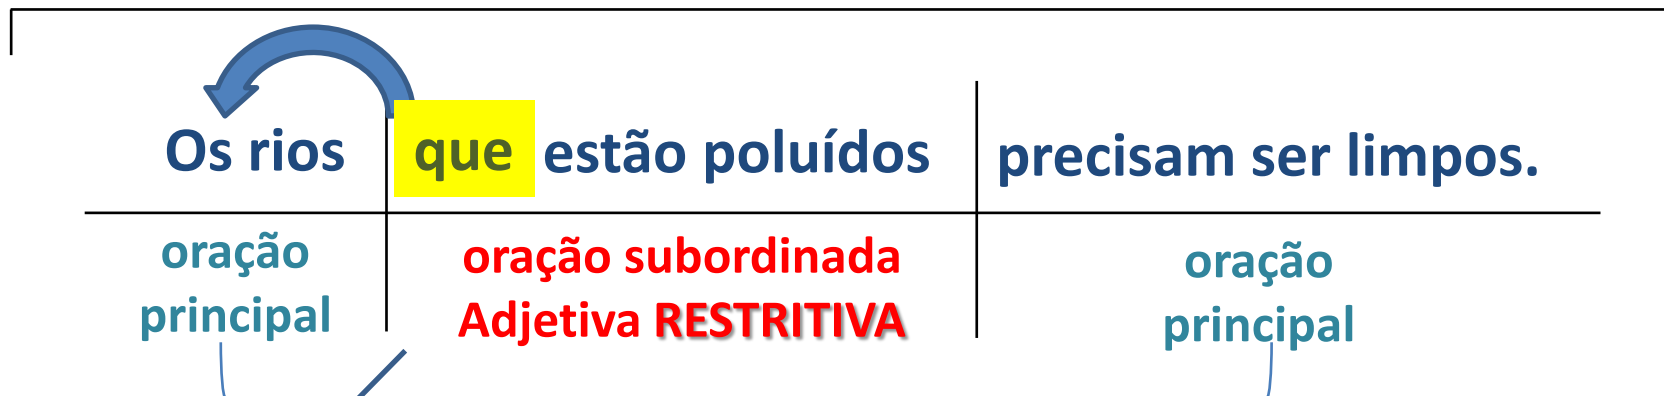 Os rios que estão poluídos precisam ser limpos.
oração principal
oração subordinada
Adjetiva RESTRITIVA
oração principal